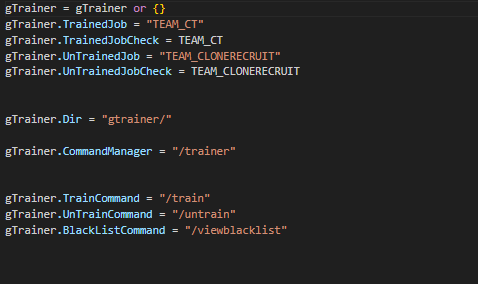 gTrainer = gTrainer or {}
gTrainer.TrainedJob = "TEAM_CT"
gTrainer.TrainedJobCheck = TEAM_CT
gTrainer.UnTrainedJob = "TEAM_CLONERECRUIT"
gTrainer.UnTrainedJobCheck = TEAM_CLONERECRUIT
gTrainer.Dir = "gtrainer/"
gTrainer.CommandManager = "/trainer"
gTrainer.TrainCommand = "/train"
gTrainer.UnTrainCommand = "/untrain"
gTrainer.BlackListCommand = "/viewblacklist"